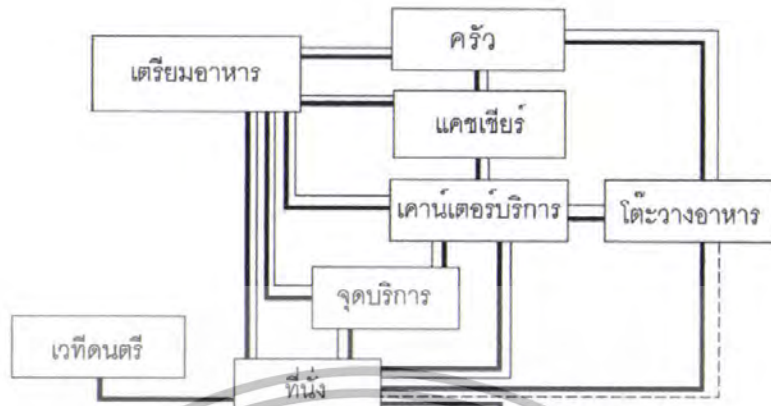 ครัว
เตรียมอาหาร
แคชเชียร์
เคาน์เตอร์บริการ
โต๊ะวางอาหาร
จุดบริการ
เวทีดนตรี
ที่นั่ง